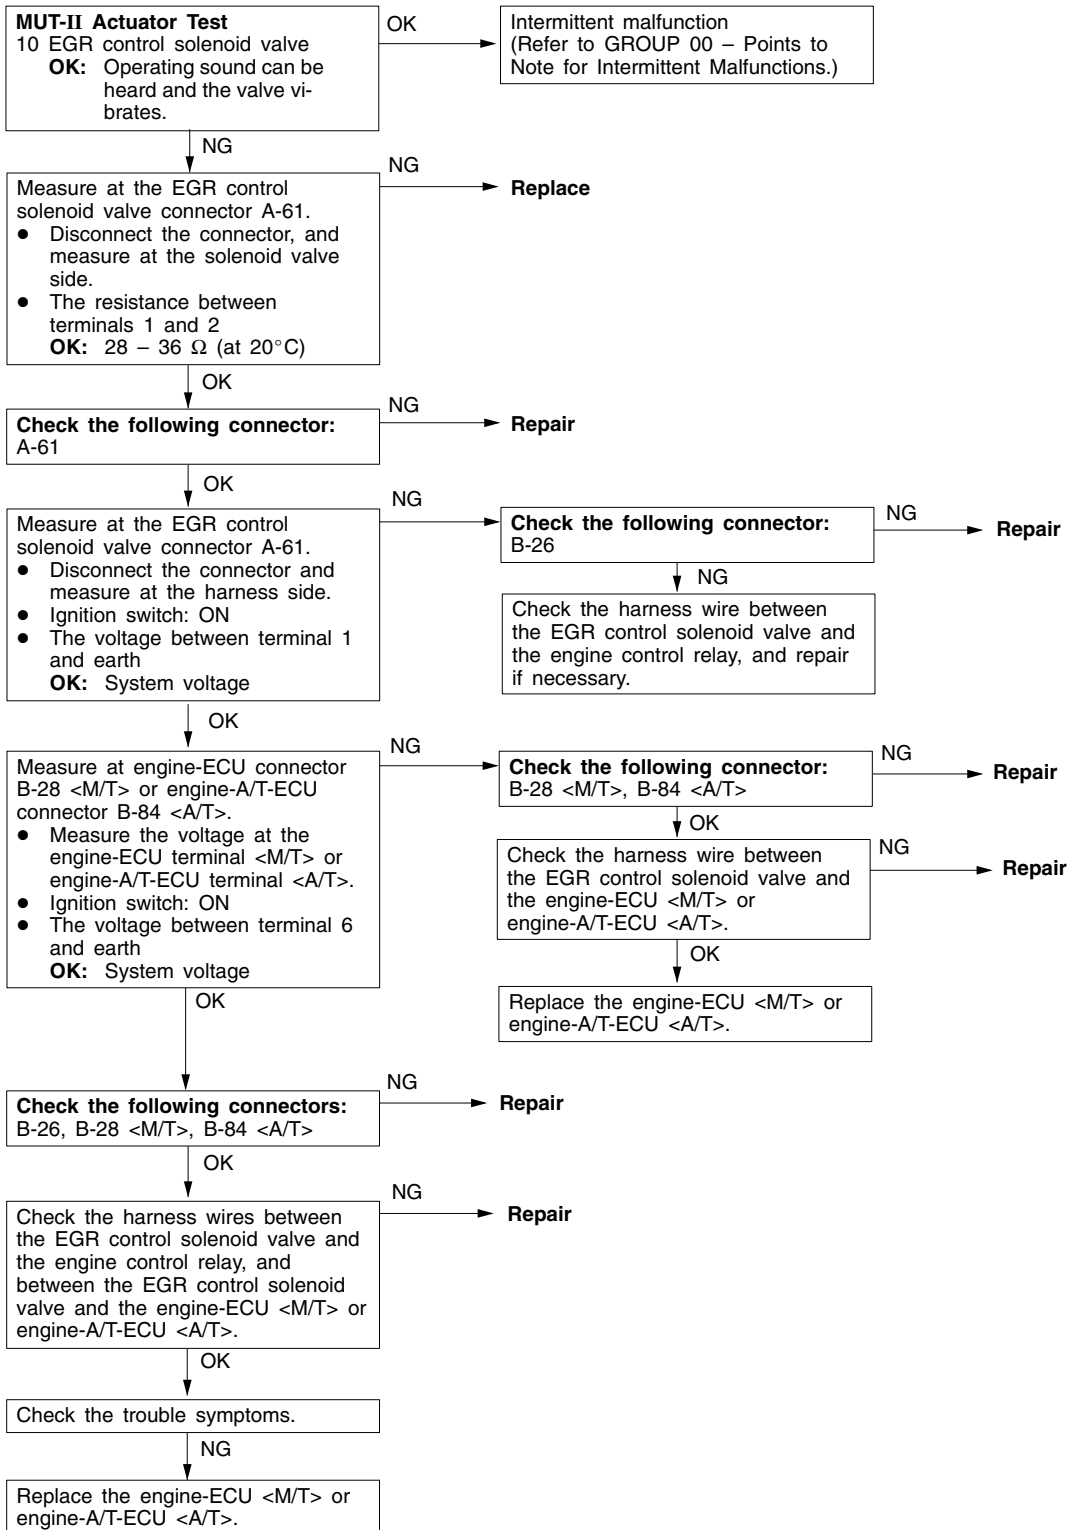 MUT-II Actuator Test
10 EGR control solenoid valve
OK: Operating sound can be
heard and the valve vi-
brates.
OK
Intermittent malfunction
(Refer to GROUP 00 – Points to
Note for Intermittent Malfunctions.)
NG
Measure at the EGR control
solenoid valve connector A-61.
● Disconnect the connector, and
measure at the solenoid valve
side.
● The resistance between
terminals 1 and 2
OK: 28 – 36 Ω (at 20°C)
NG
Replace
OK
Check the following connector:
A-61
NG
Repair
OK
Measure at the EGR control
solenoid valve connector A-61.
● Disconnect the connector and
measure at the harness side.
● Ignition switch: ON
● The voltage between terminal 1
and earth
OK: System voltage
NG
Check the following connector:
B-26
NG
Repair
NG
Check the harness wire between
the EGR control solenoid valve and
the engine control relay, and repair
if necessary.
OK
Measure at engine-ECU connector
B-28 <M/T> or engine-A/T-ECU
connector B-84 <A/T>.
● Measure the voltage at the
engine-ECU terminal <M/T> or
engine-A/T-ECU terminal <A/T>.
● Ignition switch: ON
● The voltage between terminal 6
and earth
OK: System voltage
NG
Check the following connector:
B-28 <M/T>, B-84 <A/T>
NG
Repair
OK
Check the harness wire between
the EGR control solenoid valve and
the engine-ECU <M/T> or
engine-A/T-ECU <A/T>.
NG
Repair
OK
Replace the engine-ECU <M/T> or
engine-A/T-ECU <A/T>.
OK
Check the following connectors:
B-26, B-28 <M/T>, B-84 <A/T>
NG
Repair
OK
Check the harness wires between
the EGR control solenoid valve and
the engine control relay, and
between the EGR control solenoid
valve and the engine-ECU <M/T> or
engine-A/T-ECU <A/T>.
NG
Repair
OK
Check the trouble symptoms.
NG
Replace the engine-ECU <M/T> or
engine-A/T-ECU <A/T>.